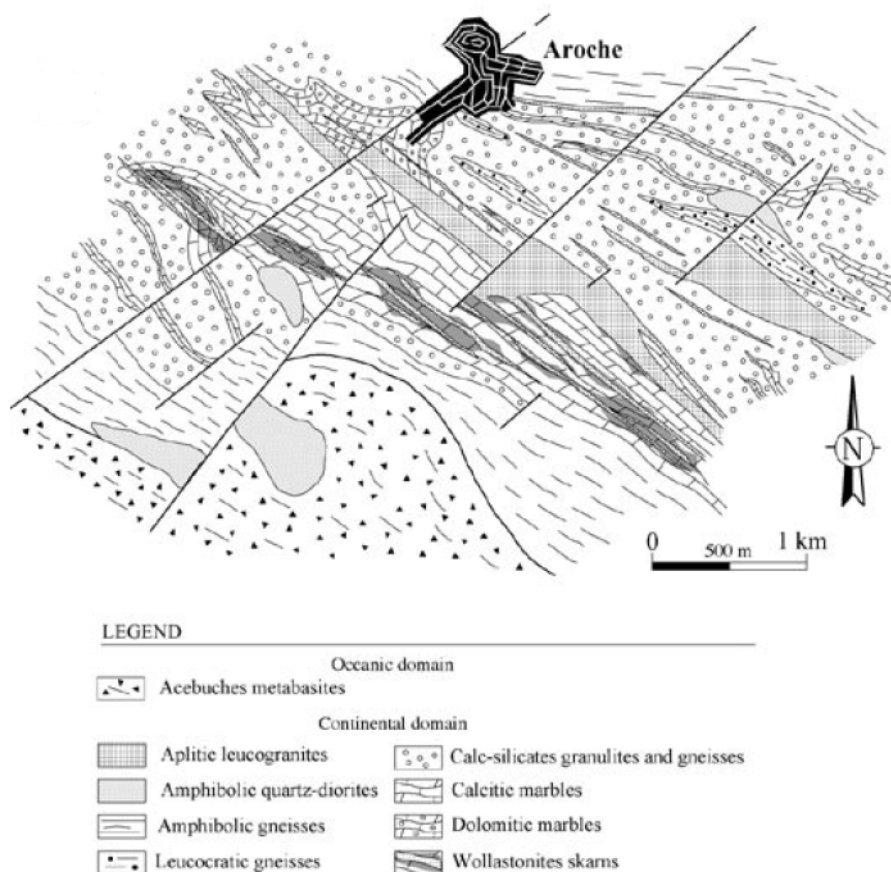 Aroche
N
0 500 m 1 km
LEGEND
Oceanic domain
Acebuches metabasites
Continental domain
Aplitic leucogranites
Calc-silicates granulites and gneisses
Amphibolic quartz-diorites
Calcitic marbles
Amphibolic gneisses
Dolomitic marbles
Leucocratic gneisses
Wollastonites skarns